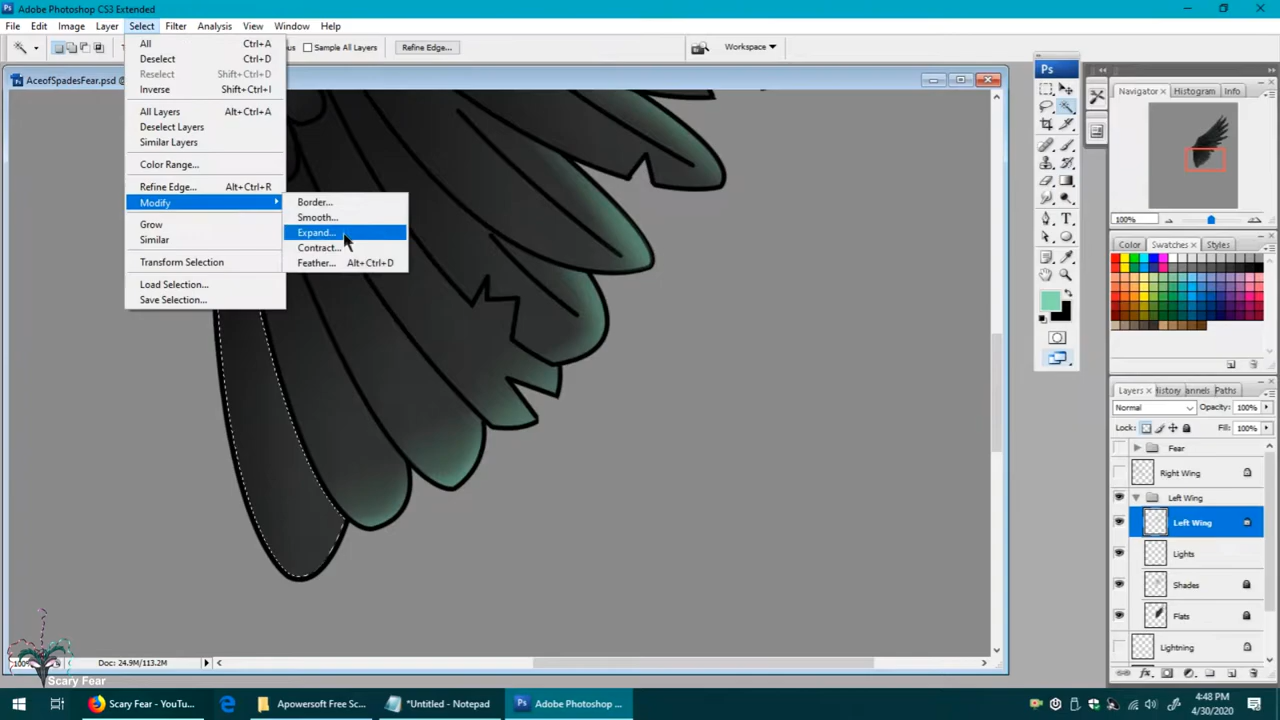 Adobe Photoshop CS3 Extended
File Edit Image Layer Select Filter Analysis View Window Help
Sample All Layers Refine Edge... Workspace
AceofSpadesFear.psd @
All Ctrl+A
Deselect Ctrl+D
Reselect Shift+Ctrl+D
Inverse Shift+Ctrl+I
All Layers Alt+Ctrl+A
Deselect Layers
Similar Layers
Color Range...
Refine Edge... Alt+Ctrl+R
Modify
Grow
Similar
Transform Selection
Load Selection...
Save Selection...
Border...
Smooth...
Expand...
Contract...
Feather... Alt+Ctrl+D
Ps
Navigator Histogram Info
100%
Color Swatches Styles
Layers History annels Paths
Normal Opacity: 100%
Lock: Fill: 100%
Fear
Right Wing
Left Wing
Left Wing
Lights
Shades
Flats
Lightning
Doc: 24.9M/113.2M
Scary Fear
Scary Fear - YouTu... Apowersoft Free Sc... *Untitled - Notepad Ps Adobe Photoshop ...
4:48 PM
4/30/2020